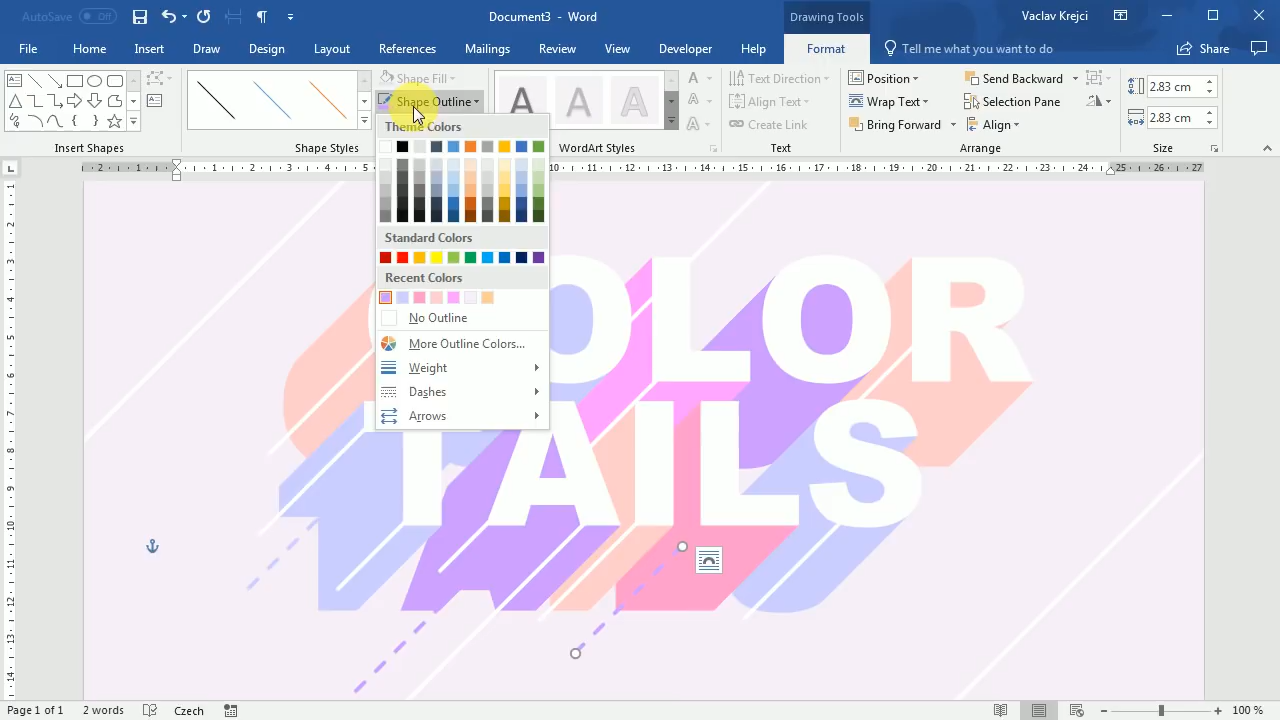 AutoSave Off
Document3 - Word
Drawing Tools
Vaclav Krejci
File Home Insert Draw Design Layout References Mailings Review View Developer Help Format Tell me what you want to do Share
Shape Fill
Shape Outline
Text Direction
Align Text
Create Link
Position
Wrap Text
Bring Forward
Send Backward
Selection Pane
Align
2.83 cm
2.83 cm
Insert Shapes
Shape Styles
WordArt Styles
Text
Arrange
Size
Theme Colors
Standard Colors
Recent Colors
No Outline
More Outline Colors...
Weight
Dashes
Arrows
OLOR
TAILS
Page 1 of 1 2 words Czech 100 %